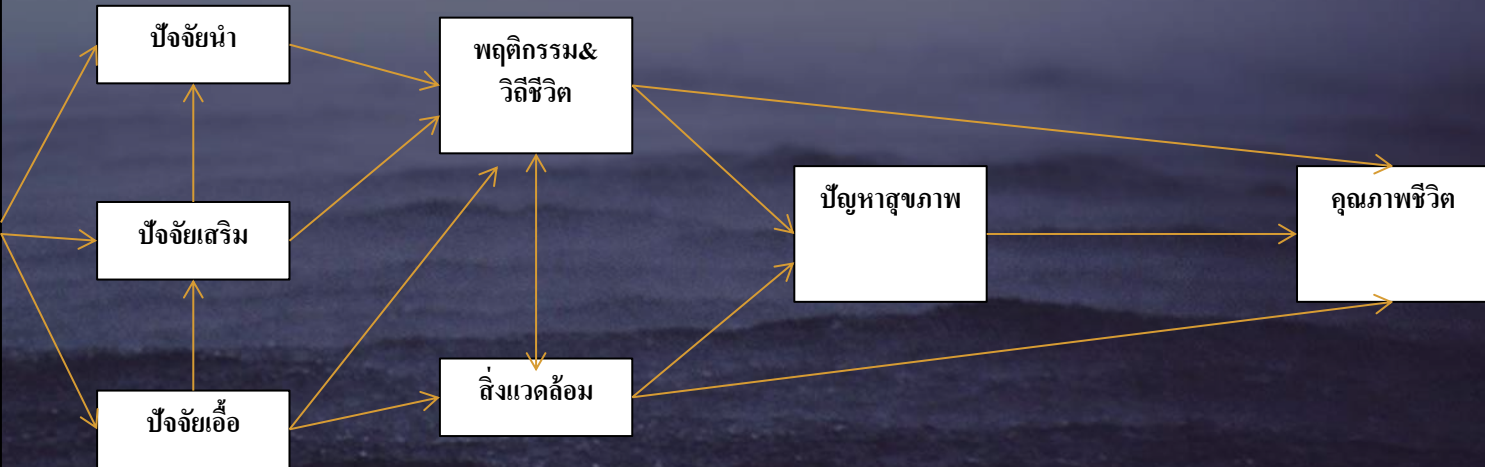 ปัจจัยนำ
พฤติกรรม&
วิถีชีวิต
ปัจจัยเสริม
ปัญหาสุขภาพ
คุณภาพชีวิต
สิ่งแวดล้อม
ปัจจัยเอื้อ